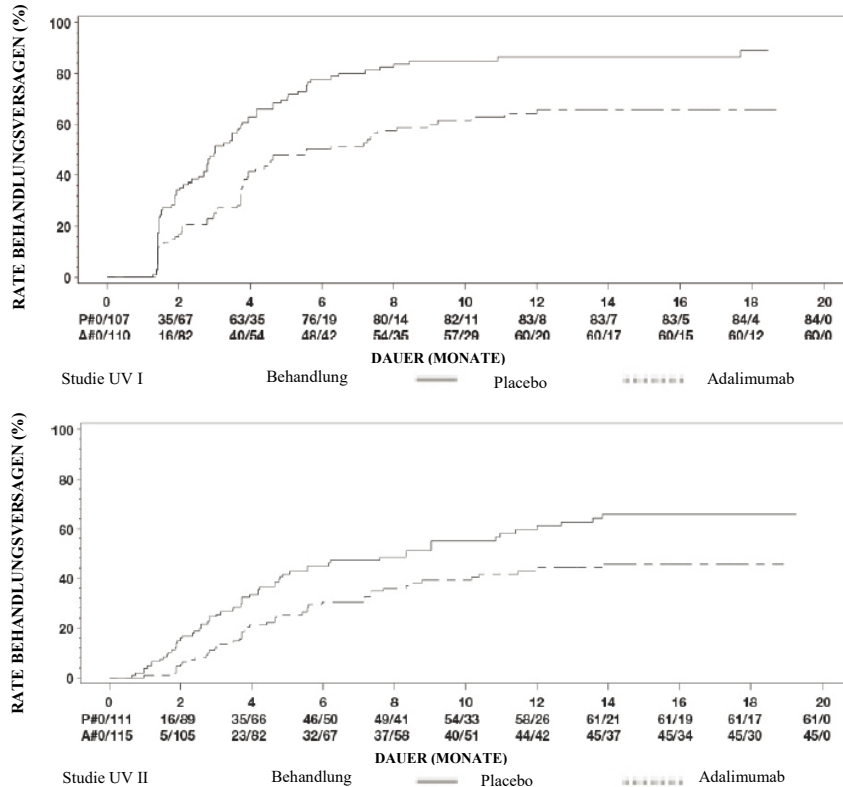 RATE BEHANDLUNGSVERSAGEN (%)
100
80
60
40
20
0
0 2 4 6 8 10 12 14 16 18 20
P#0/107 35/67 63/35 76/19 80/14 82/11 83/8 83/7 83/5 84/4 84/0
A#0/110 16/82 40/54 48/42 54/35 57/29 60/20 60/17 60/15 60/12 60/0
DAUER (MONATE)
Studie UV I Behandlung Placebo Adalimumab
RATE BEHANDLUNGSVERSAGEN (%)
100
80
60
40
20
0
0 2 4 6 8 10 12 14 16 18 20
P#0/111 16/89 35/66 46/50 49/41 54/33 58/26 61/21 61/19 61/17 61/0
A#0/115 5/105 23/82 32/67 37/58 40/51 44/42 45/37 45/34 45/30 45/0
DAUER (MONATE)
Studie UV II Behandlung Placebo Adalimumab